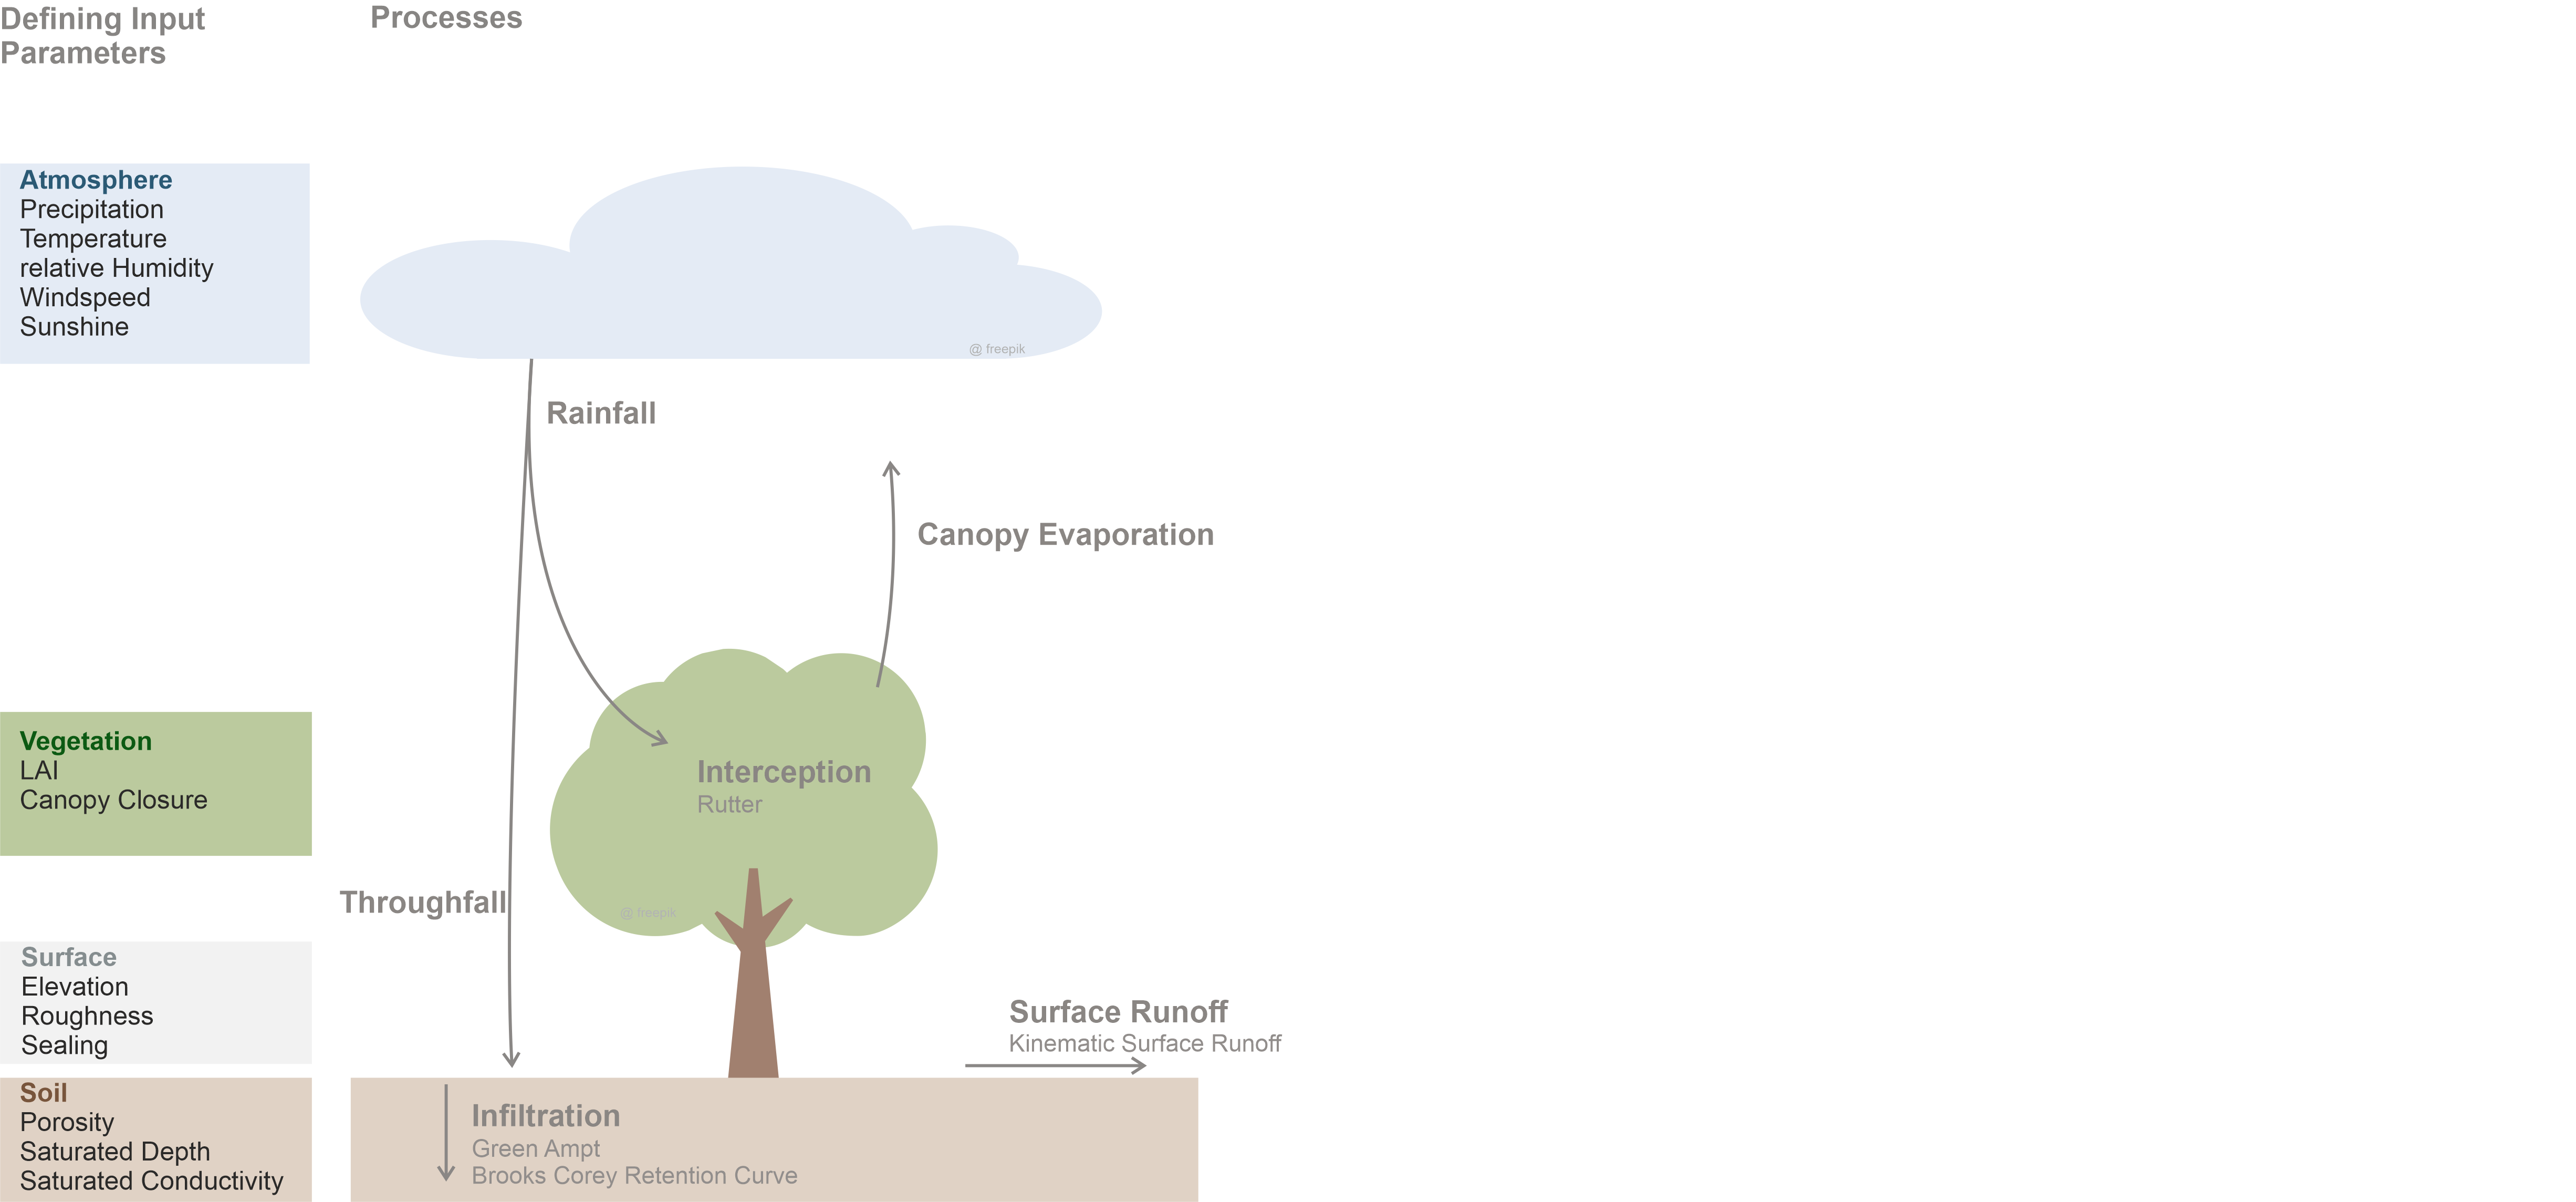 Defining Input
Parameters
Processes
Atmosphere
Precipitation
Temperature
relative Humidity
Windspeed
Sunshine
@ freepik
Rainfall
Canopy Evaporation
Vegetation
LAI
Canopy Closure
Interception
Rutter
Throughfall
@ freepik
Surface
Elevation
Roughness
Sealing
Surface Runoff
Kinematic Surface Runoff
Soil
Porosity
Saturated Depth
Saturated Conductivity
Infiltration
Green Ampt
Brooks Corey Retention Curve